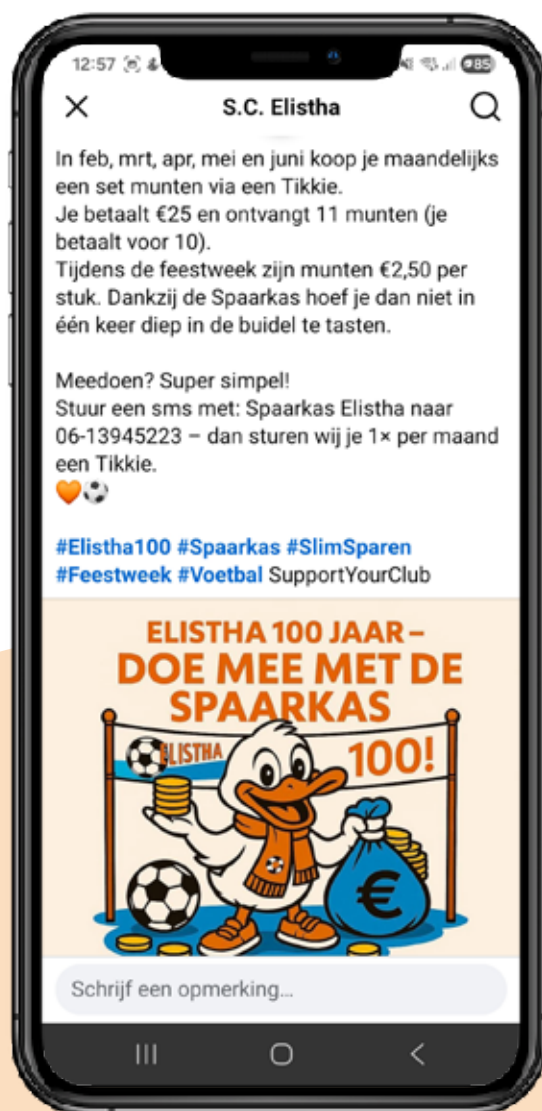 12:57
85
S.C. Elistha
In feb, mrt, apr, mei en juni koop je maandelijks
een set munten via een Tikkie.
Je betaalt €25 en ontvangt 11 munten (je
betaalt voor 10).
Tijdens de feestweek zijn munten €2,50 per
stuk. Dankzij de Spaarkas hoef je dan niet in
één keer diep in de buidel te tasten.
Meedoen? Super simpel!
Stuur een sms met: Spaarkas Elistha naar
06-13945223 – dan sturen wij je 1× per maand
een Tikkie.
🧡⚽
#Elistha100 #Spaarkas #SlimSparen
#Feestweek #Voetbal SupportYourClub
ELISTHA 100 JAAR –
DOE MEE MET DE
SPAARKAS
ELISTHA
100!
€
Schrijf een opmerking...